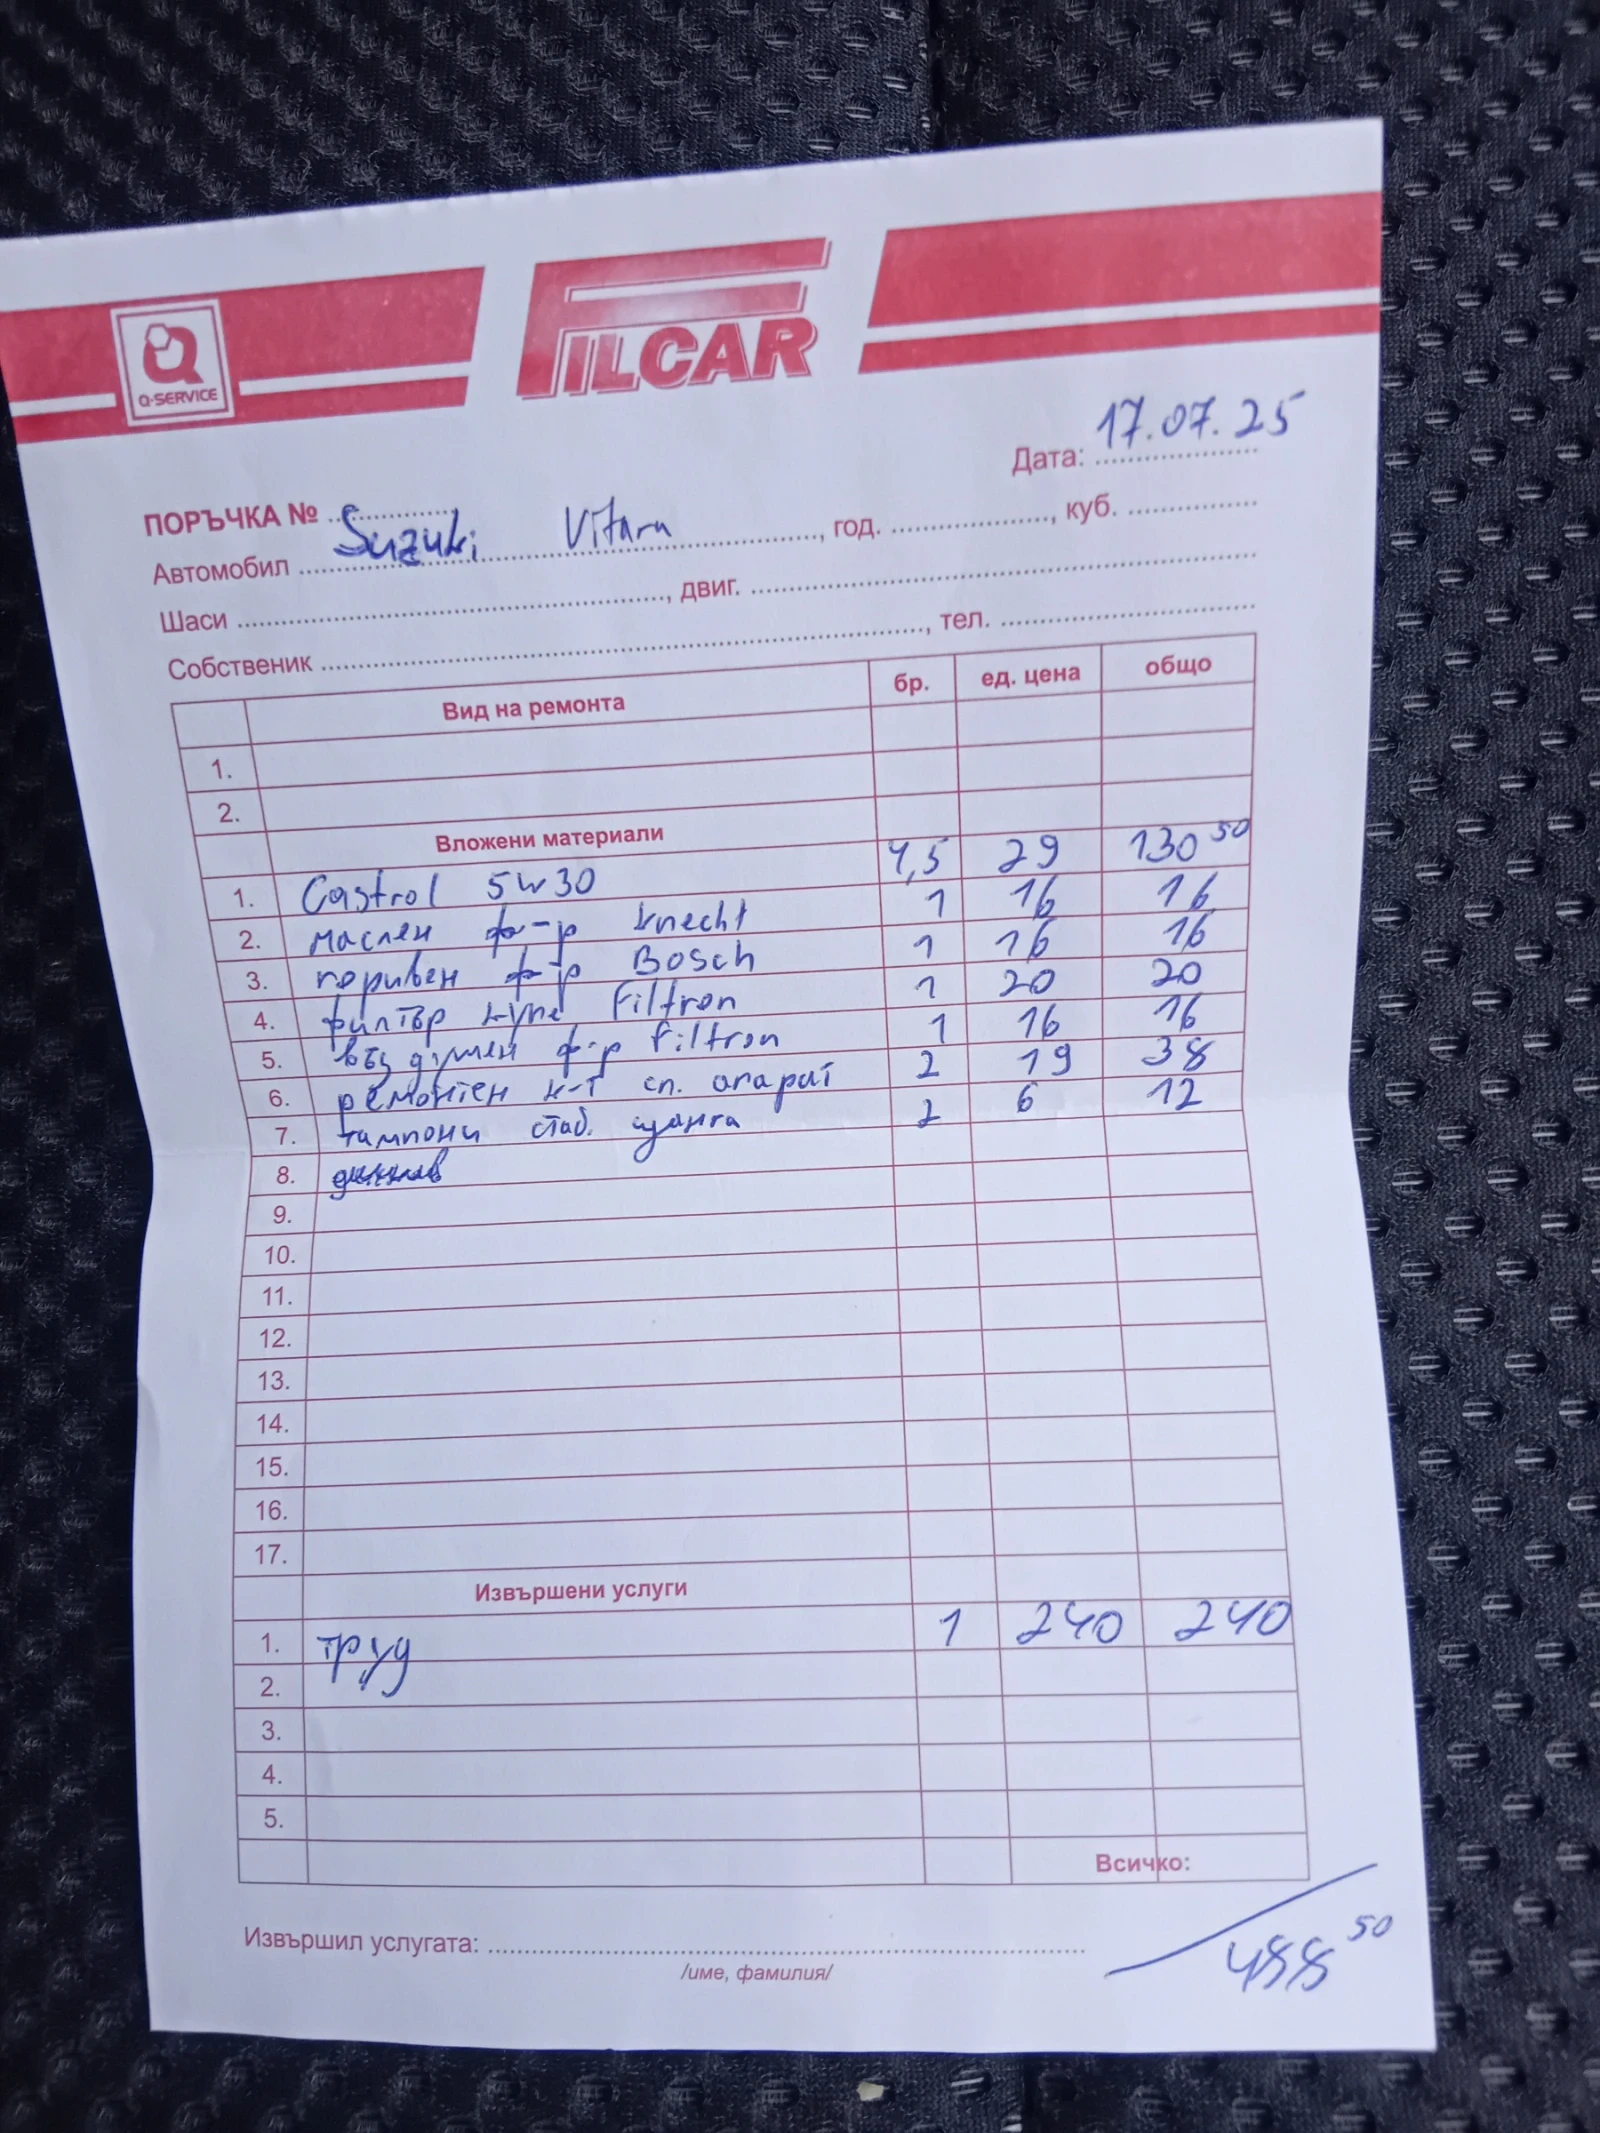 Q-SERVICE
FILCAR
Дата: 17.07.25
ПОРЪЧКА №
Автомобил Suzuki Vitara, год. , куб.
Шаси , двиг.
Собственик , тел.
Вид на ремонта бр. ед. цена общо
1.
2.
Вложени материали
1. Castrol 5W30 4,5 29 130 50
2. маслен ф-р Knecht 1 16 16
3. горивен ф-р Bosch 1 16 16
4. филтър купе Filtron 1 20 20
5. въздушен ф-р Filtron 1 16 16
6. ремонтен к-т сп. апарат 2 19 38
7. тампони стаб. щанга 2 6 12
8.
9.
10.
11.
12.
13.
14.
15.
16.
17.
Извършени услуги
1. труд 1 240 240
2.
3.
4.
5.
Всичко:
488 50
Извършил услугата:
/име, фамилия/